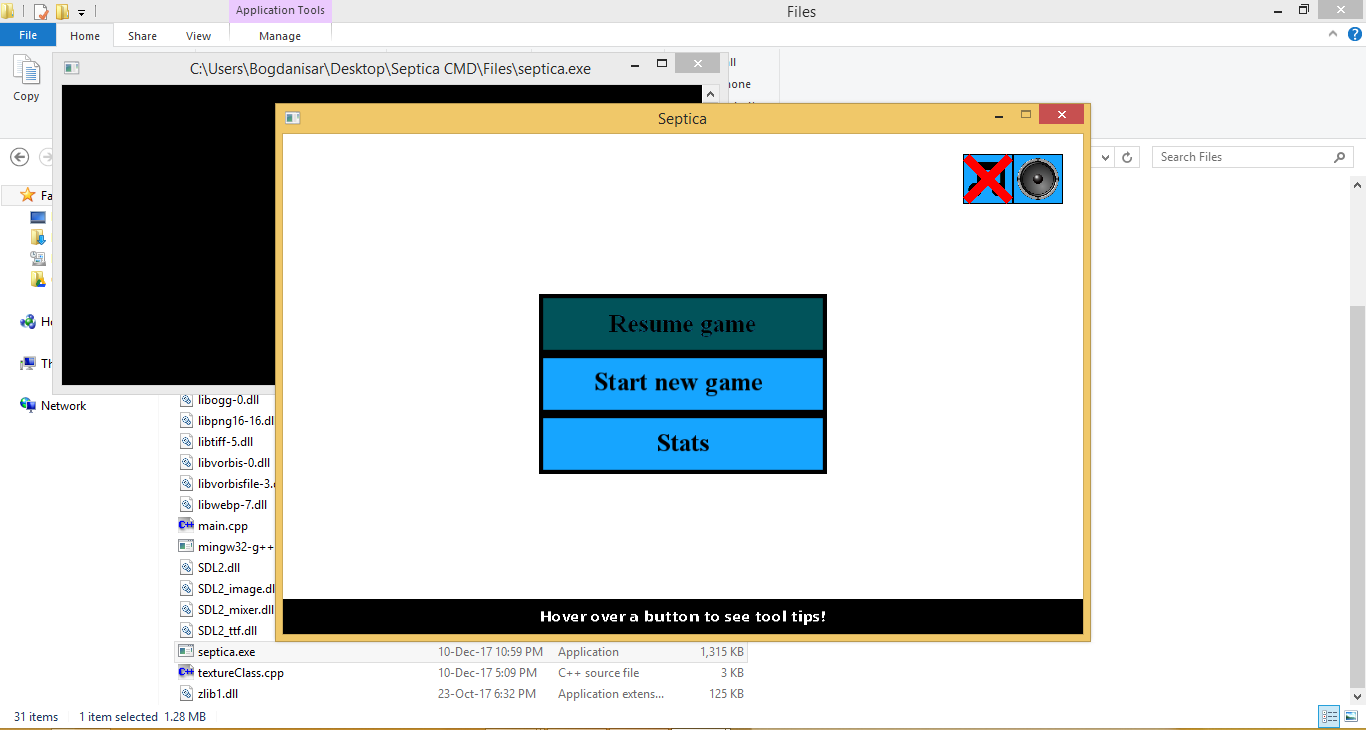 Application Tools
Files
File
Home
Share
View
Manage
Copy
C:\Users\Bogdanisar\Desktop\Septica CMD\Files\septica.exe
Septica
Search Files
Resume game
Start new game
Stats
Hover over a button to see tool tips!
Network
libogg-0.dll
libpng16-16.dl
libtiff-5.dll
libvorbis-0.dll
libvorbisfile-3.
libwebp-7.dll
main.cpp
mingw32-g++
SDL2.dll
SDL2_image.dl
SDL2_mixer.dll
SDL2_ttf.dll
septica.exe 10-Dec-17 10:59 PM Application 1,315 KB
textureClass.cpp 10-Dec-17 5:09 PM C++ source file 3 KB
zlib1.dll 23-Oct-17 6:32 PM Application extens... 125 KB
31 items 1 item selected 1.28 MB